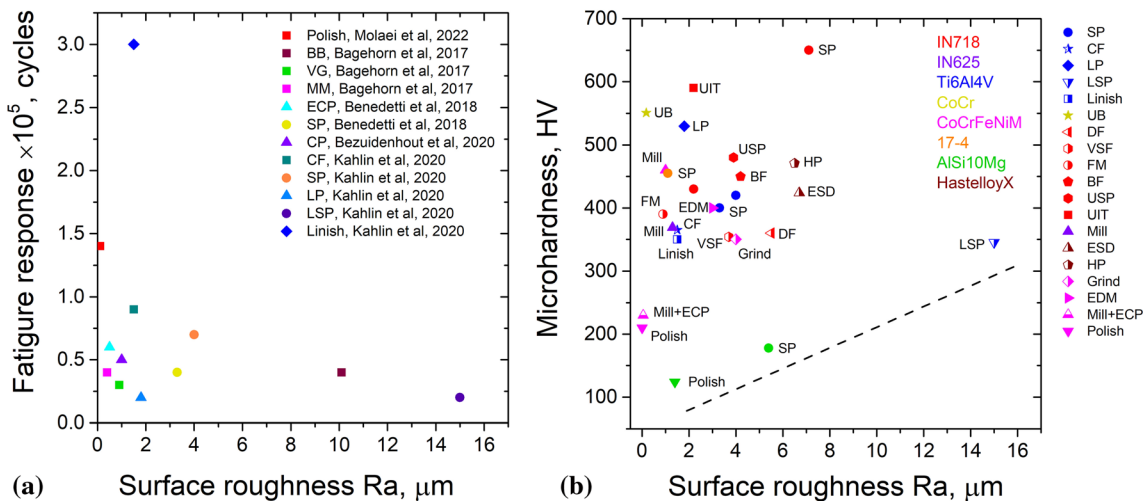 (a)
Fatigure response ×10⁵, cycles
3.0
2.5
2.0
1.5
1.0
0.5
0.0
0 2 4 6 8 10 12 14 16
Surface roughness Ra, μm
Polish, Molaei et al, 2022
BB, Bagehorn et al, 2017
VG, Bagehorn et al, 2017
MM, Bagehorn et al, 2017
ECP, Benedetti et al, 2018
SP, Benedetti et al, 2018
CP, Bezuidenhout et al, 2020
CF, Kahlin et al, 2020
SP, Kahlin et al, 2020
LP, Kahlin et al, 2020
LSP, Kahlin et al, 2020
Linish, Kahlin et al, 2020
(b)
Microhardness, HV
700
600
500
400
300
200
100
0 2 4 6 8 10 12 14 16
Surface roughness Ra, μm
SP
UIT
UB
LP
USP
Mill
SP
BF
HP
ESD
FM
EDM
SP
CF
Mill
Linish
VSF
Grind
DF
LSP
Mill+ECP
Polish
SP
Polish
IN718
IN625
Ti6Al4V
CoCr
CoCrFeNiM
17-4
AlSi10Mg
HastelloyX
SP
CF
LP
LSP
Linish
UB
DF
VSF
FM
BF
USP
UIT
Mill
ESD
HP
Grind
EDM
Mill+ECP
Polish